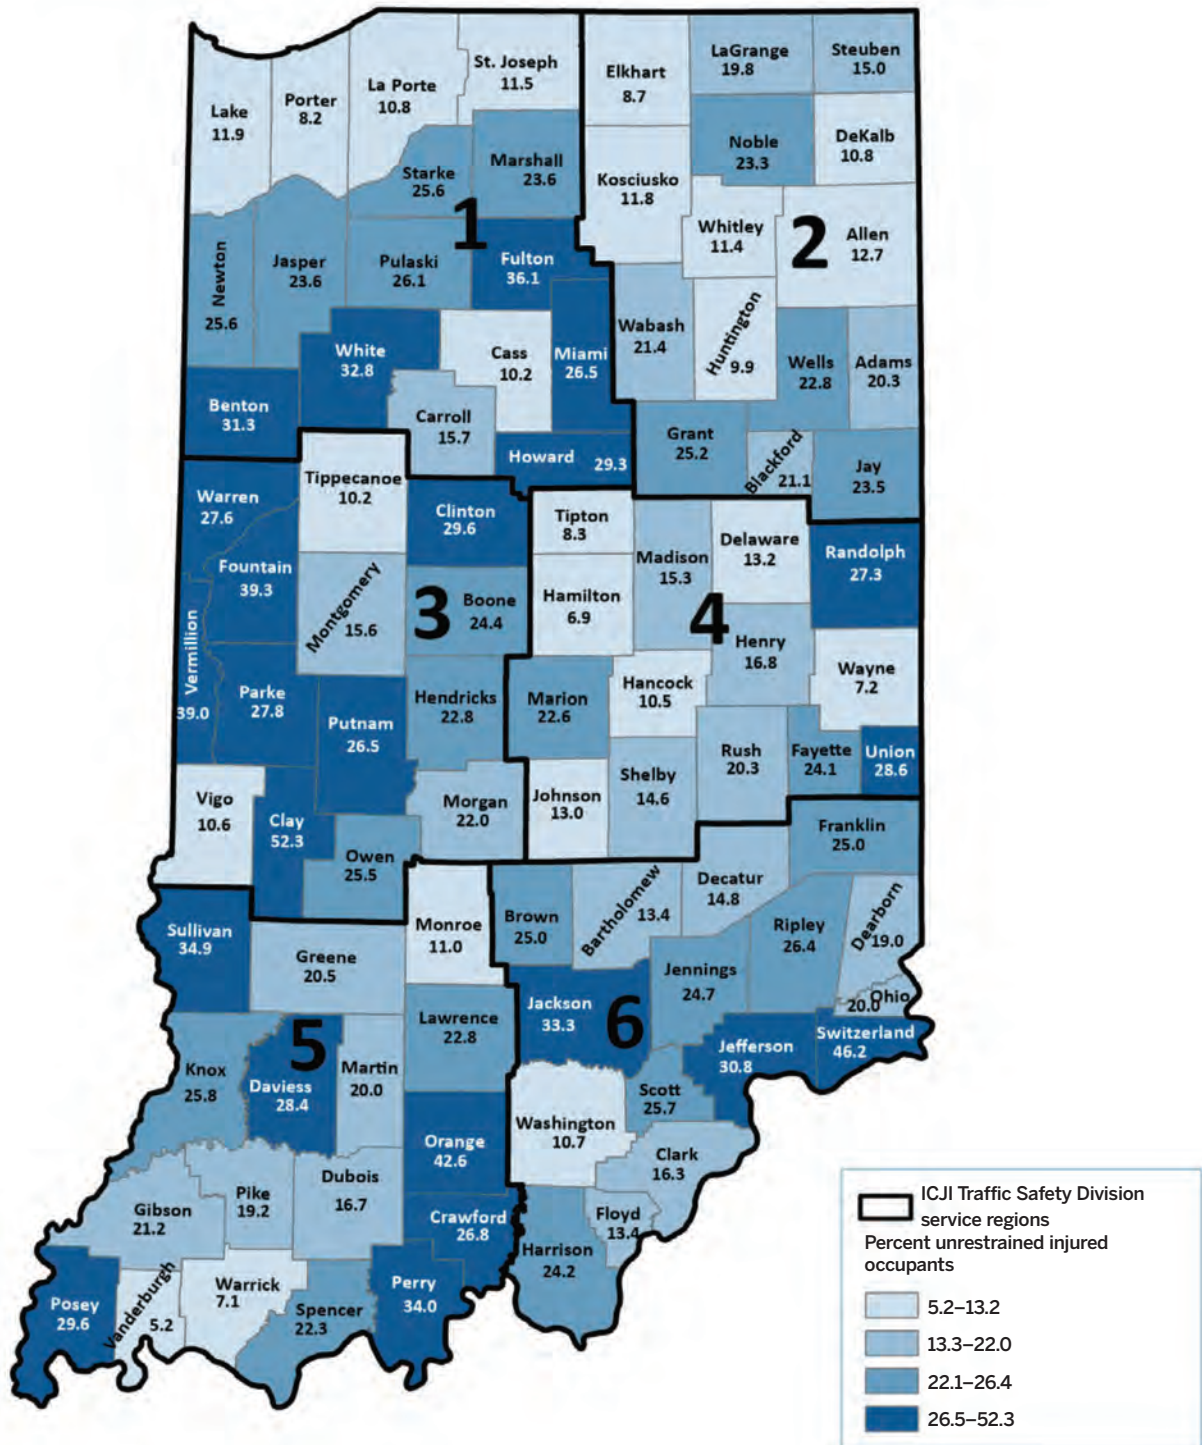 St. Joseph
11.5
LaGrange
19.8
Steuben
15.0
Elkhart
8.7
La Porte
10.8
Porter
8.2
Lake
11.9
Noble
23.3
DeKalb
10.8
Marshall
23.6
Starke
25.6
Kosciusko
11.8
1
Whitley
11.4
2
Allen
12.7
Newton
25.6
Jasper
23.6
Pulaski
26.1
Fulton
36.1
Wabash
21.4
Huntington
9.9
White
32.8
Cass
10.2
Miami
26.5
Wells
22.8
Adams
20.3
Benton
31.3
Carroll
15.7
Grant
25.2
Blackford
21.1
Jay
23.5
Howard 29.3
Tippecanoe
10.2
Warren
27.6
Clinton
29.6
Tipton
8.3
Delaware
13.2
Randolph
27.3
Madison
15.3
Fountain
39.3
Montgomery
15.6
3
Boone
24.4
Hamilton
6.9
4
Henry
16.8
Vermillion
39.0
Parke
27.8
Putnam
26.5
Hendricks
22.8
Marion
22.6
Hancock
10.5
Wayne
7.2
Rush
20.3
Fayette
24.1
Union
28.6
Vigo
10.6
Clay
52.3
Morgan
22.0
Johnson
13.0
Shelby
14.6
Owen
25.5
Franklin
25.0
Decatur
14.8
Monroe
11.0
Brown
25.0
Bartholomew
13.4
Ripley
26.4
Dearborn
19.0
Sullivan
34.9
Greene
20.5
Jennings
24.7
Ohio
20.0
Jackson
33.3
6
Lawrence
22.8
5
Switzerland
46.2
Jefferson
30.8
Knox
25.8
Daviess
28.4
Martin
20.0
Scott
25.7
Washington
10.7
Orange
42.6
Clark
16.3
Dubois
16.7
Pike
19.2
Gibson
21.2
Crawford
26.8
Floyd
13.4
Harrison
24.2
Posey
29.6
Vanderburgh
5.2
Warrick
7.1
Spencer
22.3
Perry
34.0
ICJI Traffic Safety Division
service regions
Percent unrestrained injured
occupants
5.2–13.2
13.3–22.0
22.1–26.4
26.5–52.3